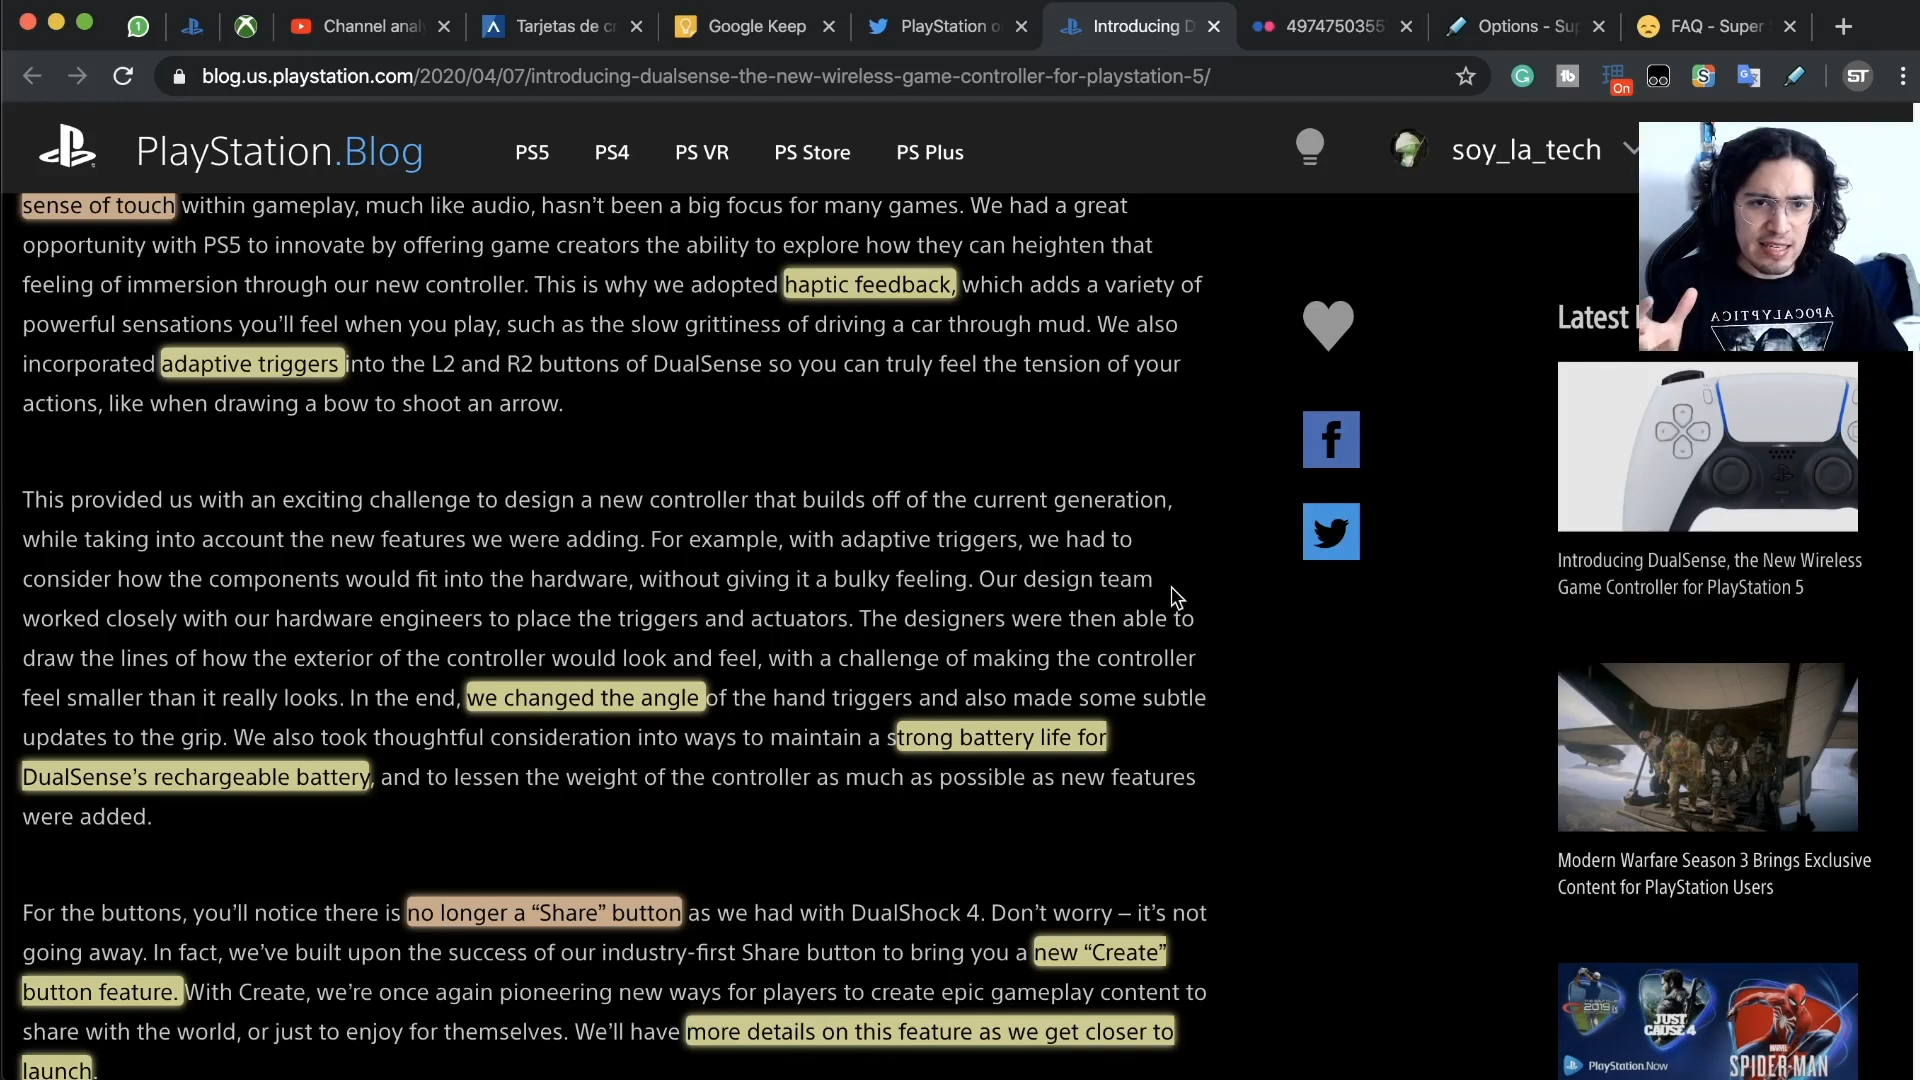 1
Channel anal
Tarjetas de cr
Google Keep
PlayStation o
Introducing D
4974750355
Options - Sup
FAQ - Super
blog.us.playstation.com/2020/04/07/introducing-dualsense-the-new-wireless-game-controller-for-playstation-5/
On
ST
PlayStation.Blog
PS5
PS4
PS VR
PS Store
PS Plus
soy_la_tech
sense of touch within gameplay, much like audio, hasn’t been a big focus for many games. We had a great
opportunity with PS5 to innovate by offering game creators the ability to explore how they can heighten that
feeling of immersion through our new controller. This is why we adopted haptic feedback, which adds a variety of
powerful sensations you’ll feel when you play, such as the slow grittiness of driving a car through mud. We also
incorporated adaptive triggers into the L2 and R2 buttons of DualSense so you can truly feel the tension of your
actions, like when drawing a bow to shoot an arrow.
This provided us with an exciting challenge to design a new controller that builds off of the current generation,
while taking into account the new features we were adding. For example, with adaptive triggers, we had to
consider how the components would fit into the hardware, without giving it a bulky feeling. Our design team
worked closely with our hardware engineers to place the triggers and actuators. The designers were then able to
draw the lines of how the exterior of the controller would look and feel, with a challenge of making the controller
feel smaller than it really looks. In the end, we changed the angle of the hand triggers and also made some subtle
updates to the grip. We also took thoughtful consideration into ways to maintain a strong battery life for
DualSense’s rechargeable battery, and to lessen the weight of the controller as much as possible as new features
were added.
For the buttons, you’ll notice there is no longer a “Share” button as we had with DualShock 4. Don’t worry – it’s not
going away. In fact, we’ve built upon the success of our industry-first Share button to bring you a new “Create”
button feature. With Create, we’re once again pioneering new ways for players to create epic gameplay content to
share with the world, or just to enjoy for themselves. We’ll have more details on this feature as we get closer to
launch.
APOCALYPTICA
Latest
Introducing DualSense, the New Wireless
Game Controller for PlayStation 5
Modern Warfare Season 3 Brings Exclusive
Content for PlayStation Users
2019
JUST
CAUSE 4
PlayStation Now
MARVEL
SPIDER-MAN